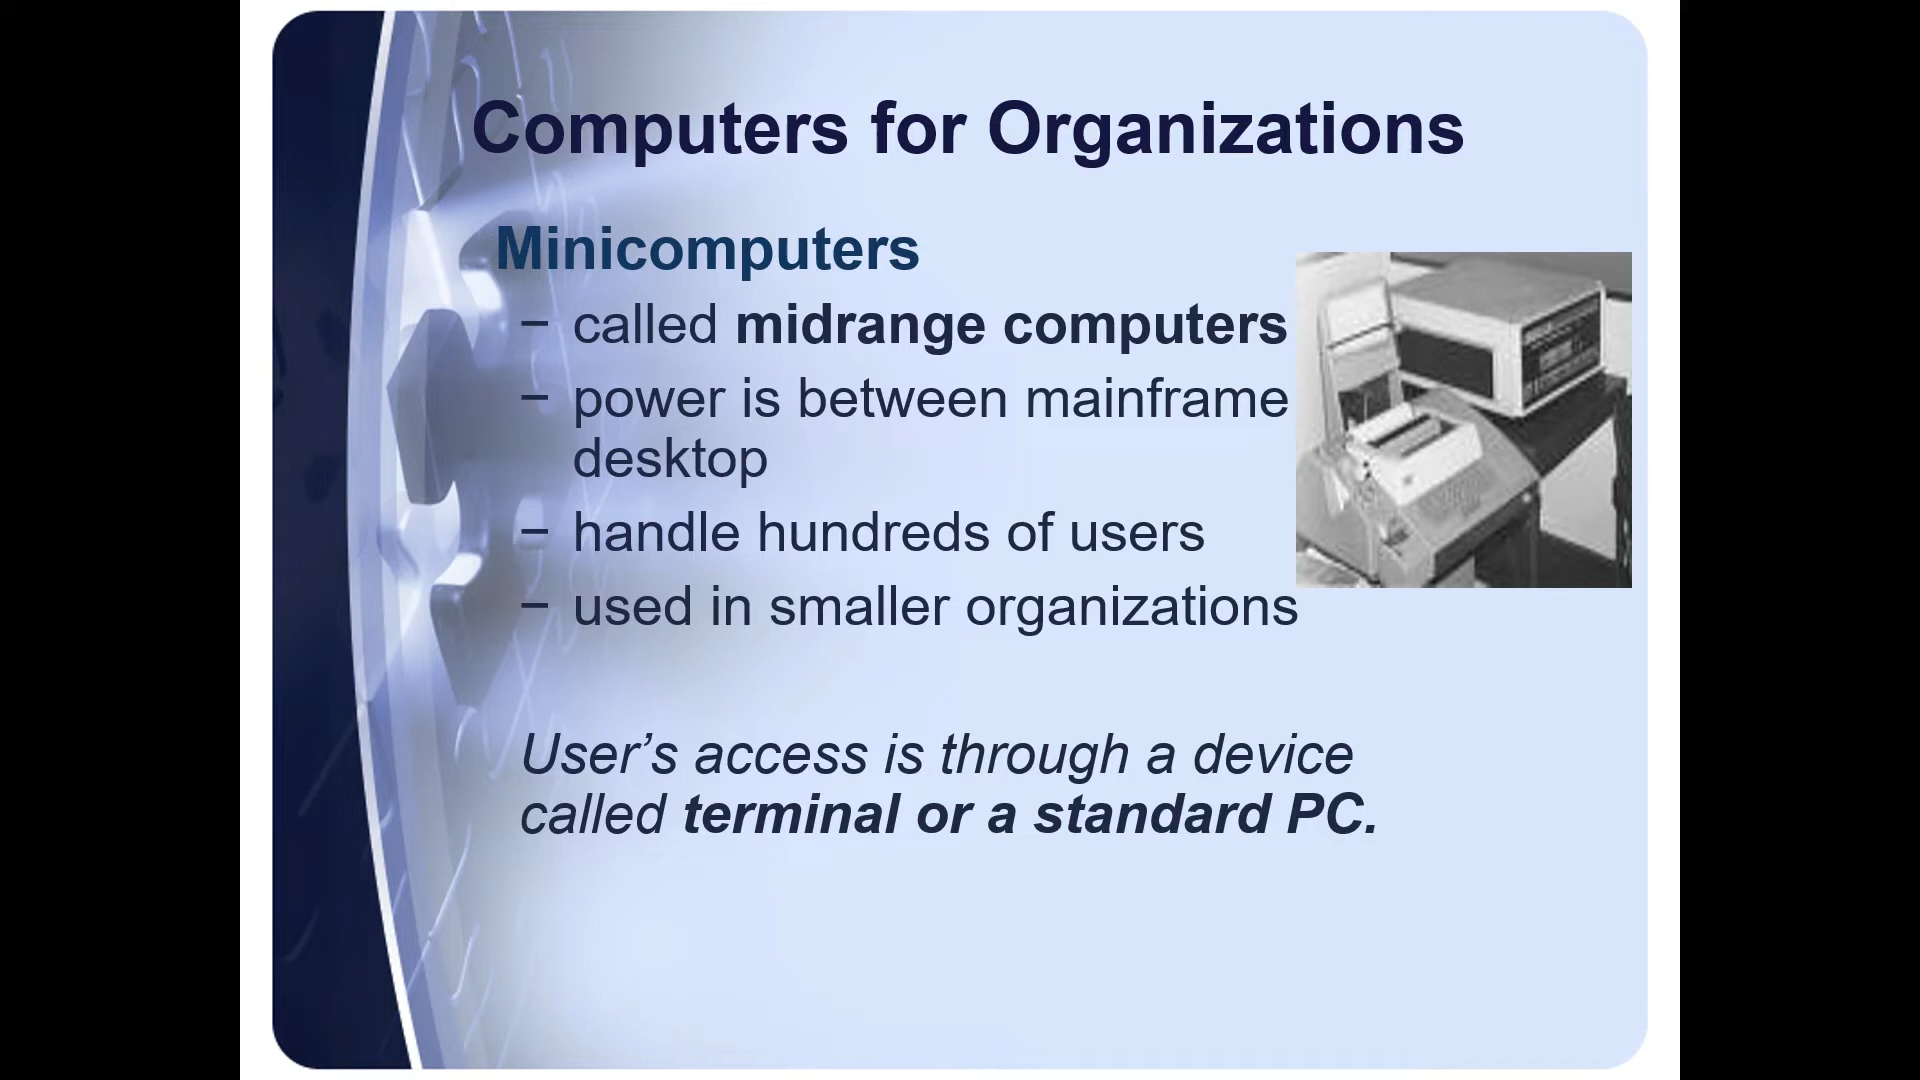 Computers for Organizations
Minicomputers
– called midrange computers
– power is between mainframe
desktop
– handle hundreds of users
– used in smaller organizations
User’s access is through a device
called terminal or a standard PC.